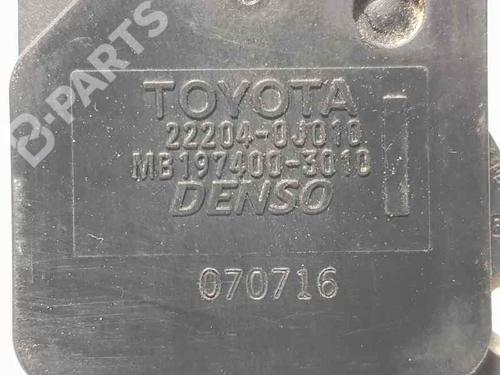 B-PARTS
TOYOTA
22204-0J010
MB197400-3010
DENSO
070716